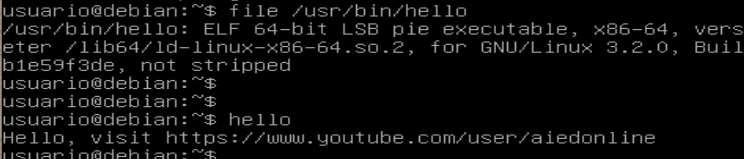 usuario@debian:~$ file /usr/bin/hello
/usr/bin/hello: ELF 64-bit LSB pie executable, x86-64, vers
eter /lib64/ld-linux-x86-64.so.2, for GNU/Linux 3.2.0, Buil
b1e59f3de, not stripped
usuario@debian:~$
usuario@debian:~$
usuario@debian:~$ hello
Hello, visit https://www.youtube.com/user/aiedonline
usuario@debian:~$